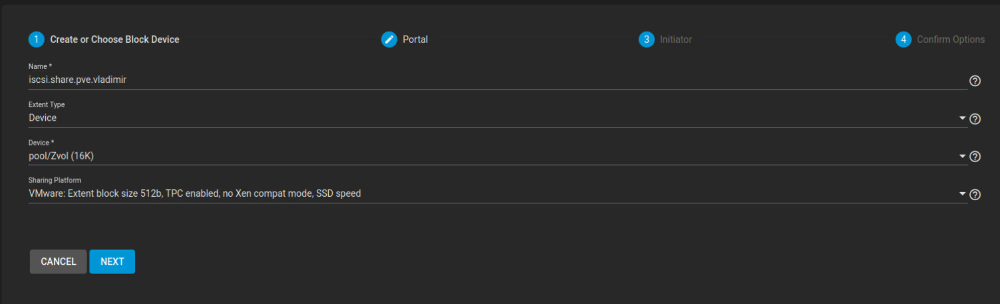 1 Create or Choose Block Device Portal 3 Initiator 4 Confirm Options
Name *
iscsi.share.pve.vladimir
Extent Type
Device
Device *
pool/Zvol (16K)
Sharing Platform
VMware: Extent block size 512b, TPC enabled, no Xen compat mode, SSD speed
CANCEL NEXT